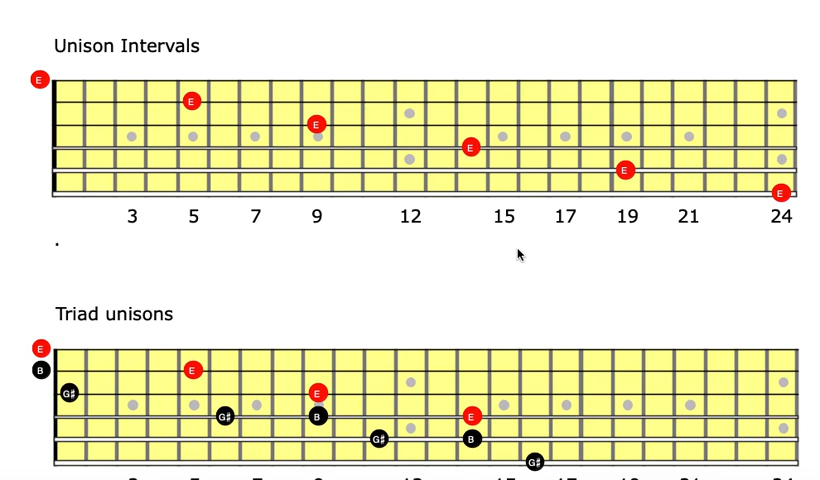 Unison Intervals
E
E
E
E
E
E
3 5 7 9 12 15 17 19 21 24
.
Triad unisons
E
B E
G♯ E
G♯ B E
G♯ B
G♯